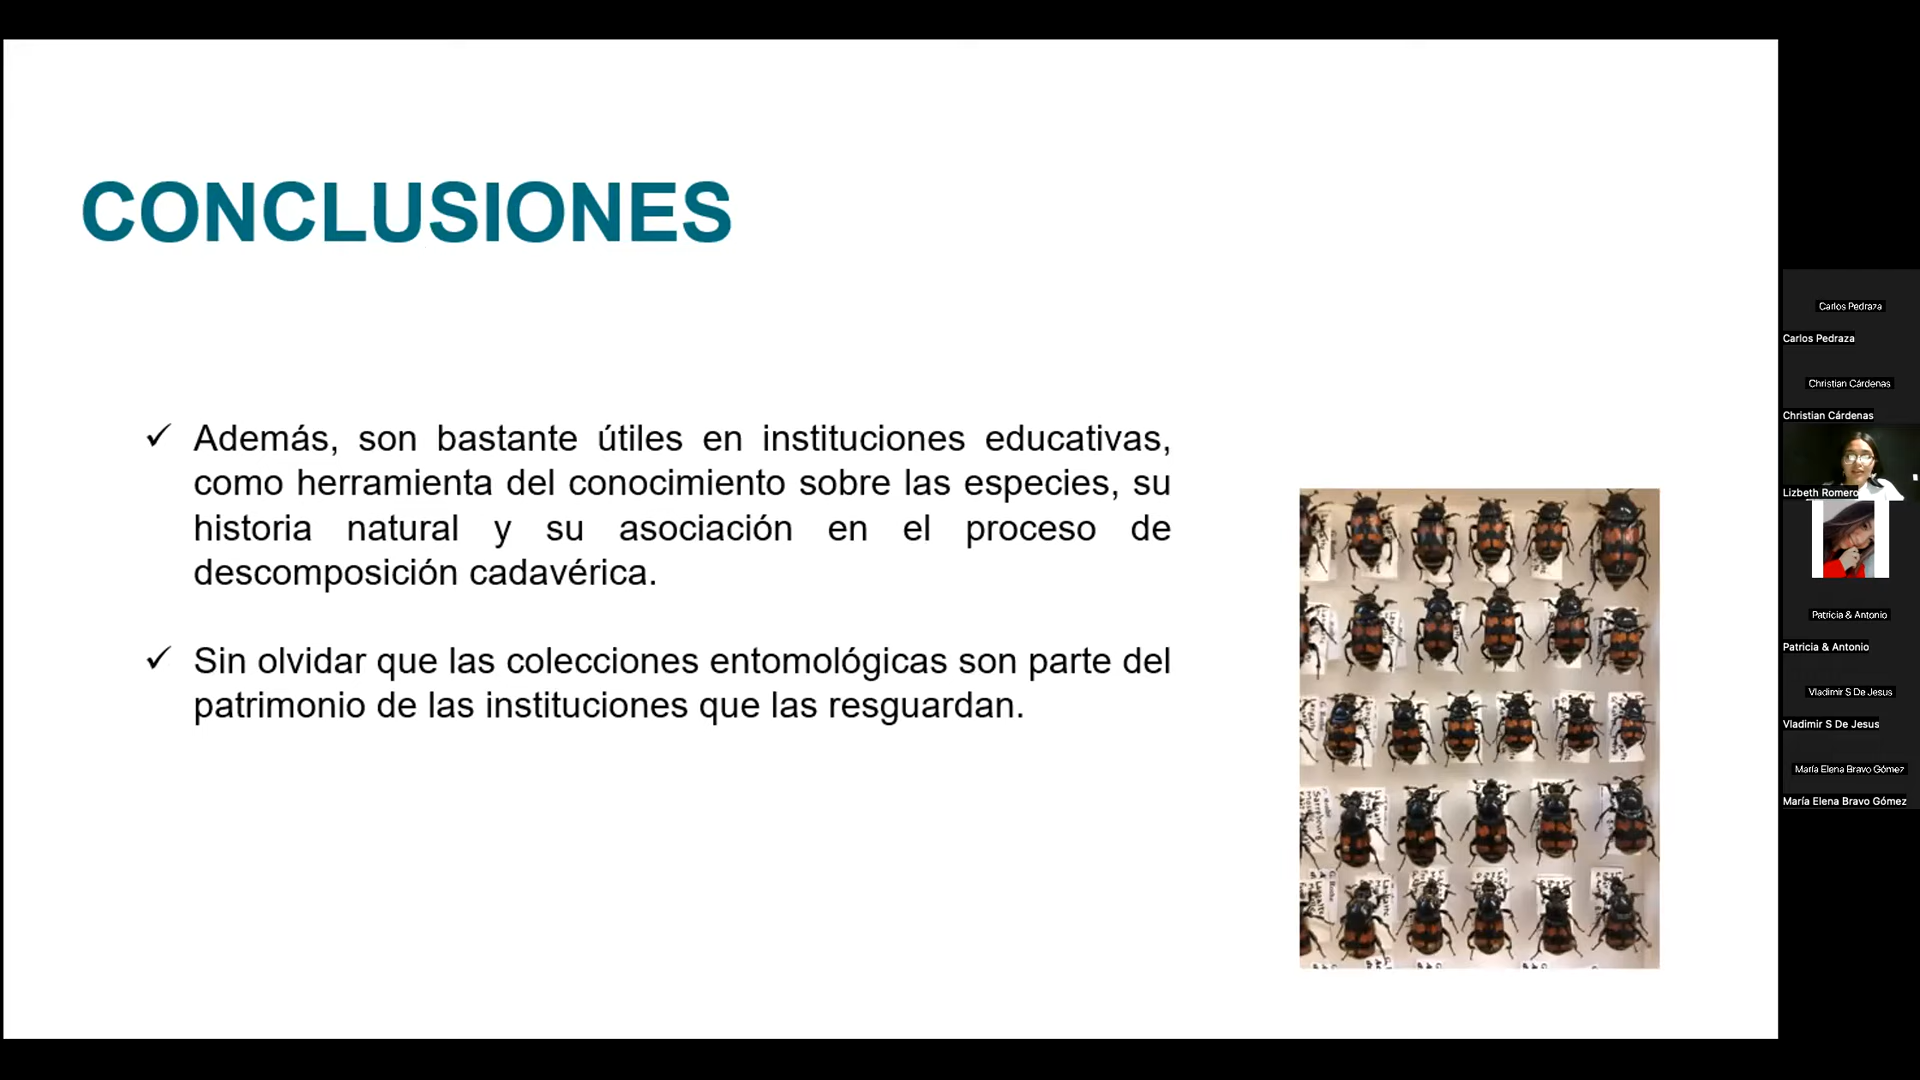 CONCLUSIONES
✓ Además, son bastante útiles en instituciones educativas,
como herramienta del conocimiento sobre las especies, su
historia natural y su asociación en el proceso de
descomposición cadavérica.
✓ Sin olvidar que las colecciones entomológicas son parte del
patrimonio de las instituciones que las resguardan.
Carlos Pedraza
Carlos Pedraza
Christian Cárdenas
Christian Cárdenas
Lizbeth Romero
Patricia & Antonio
Patricia & Antonio
Vladimir S De Jesus
Vladimir S De Jesus
María Elena Bravo Gómez
María Elena Bravo Gómez